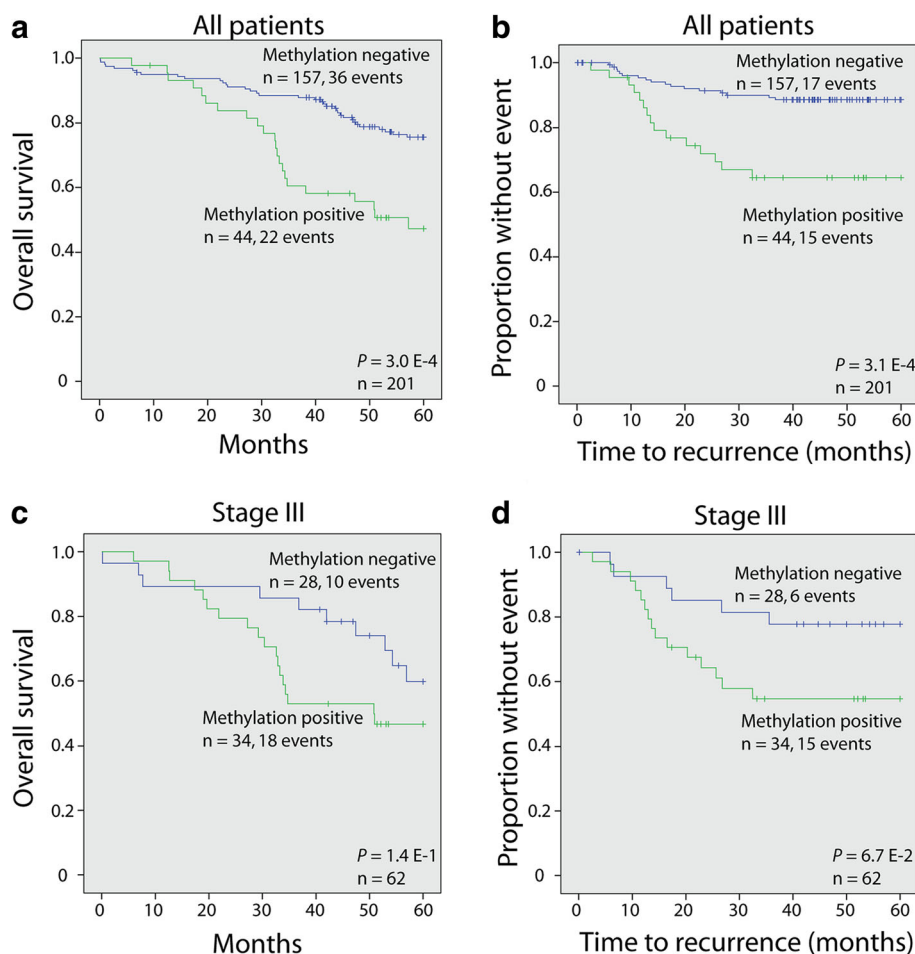 a
All patients
Overall survival
1.0
0.8
0.6
0.4
0.2
0
Methylation negative
n = 157, 36 events
Methylation positive
n = 44, 22 events
P = 3.0 E-4
n = 201
0 10 20 30 40 50 60
Months
b
All patients
Proportion without event
1.0
0.8
0.6
0.4
0.2
0
Methylation negative
n = 157, 17 events
Methylation positive
n = 44, 15 events
P = 3.1 E-4
n = 201
0 10 20 30 40 50 60
Time to recurrence (months)
c
Stage III
Overall survival
1.0
0.8
0.6
0.4
0.2
0
Methylation negative
n = 28, 10 events
Methylation positive
n = 34, 18 events
P = 1.4 E-1
n = 62
0 10 20 30 40 50 60
Months
d
Stage III
Proportion without event
1.0
0.8
0.6
0.4
0.2
0
Methylation negative
n = 28, 6 events
Methylation positive
n = 34, 15 events
P = 6.7 E-2
n = 62
0 10 20 30 40 50 60
Time to recurrence (months)